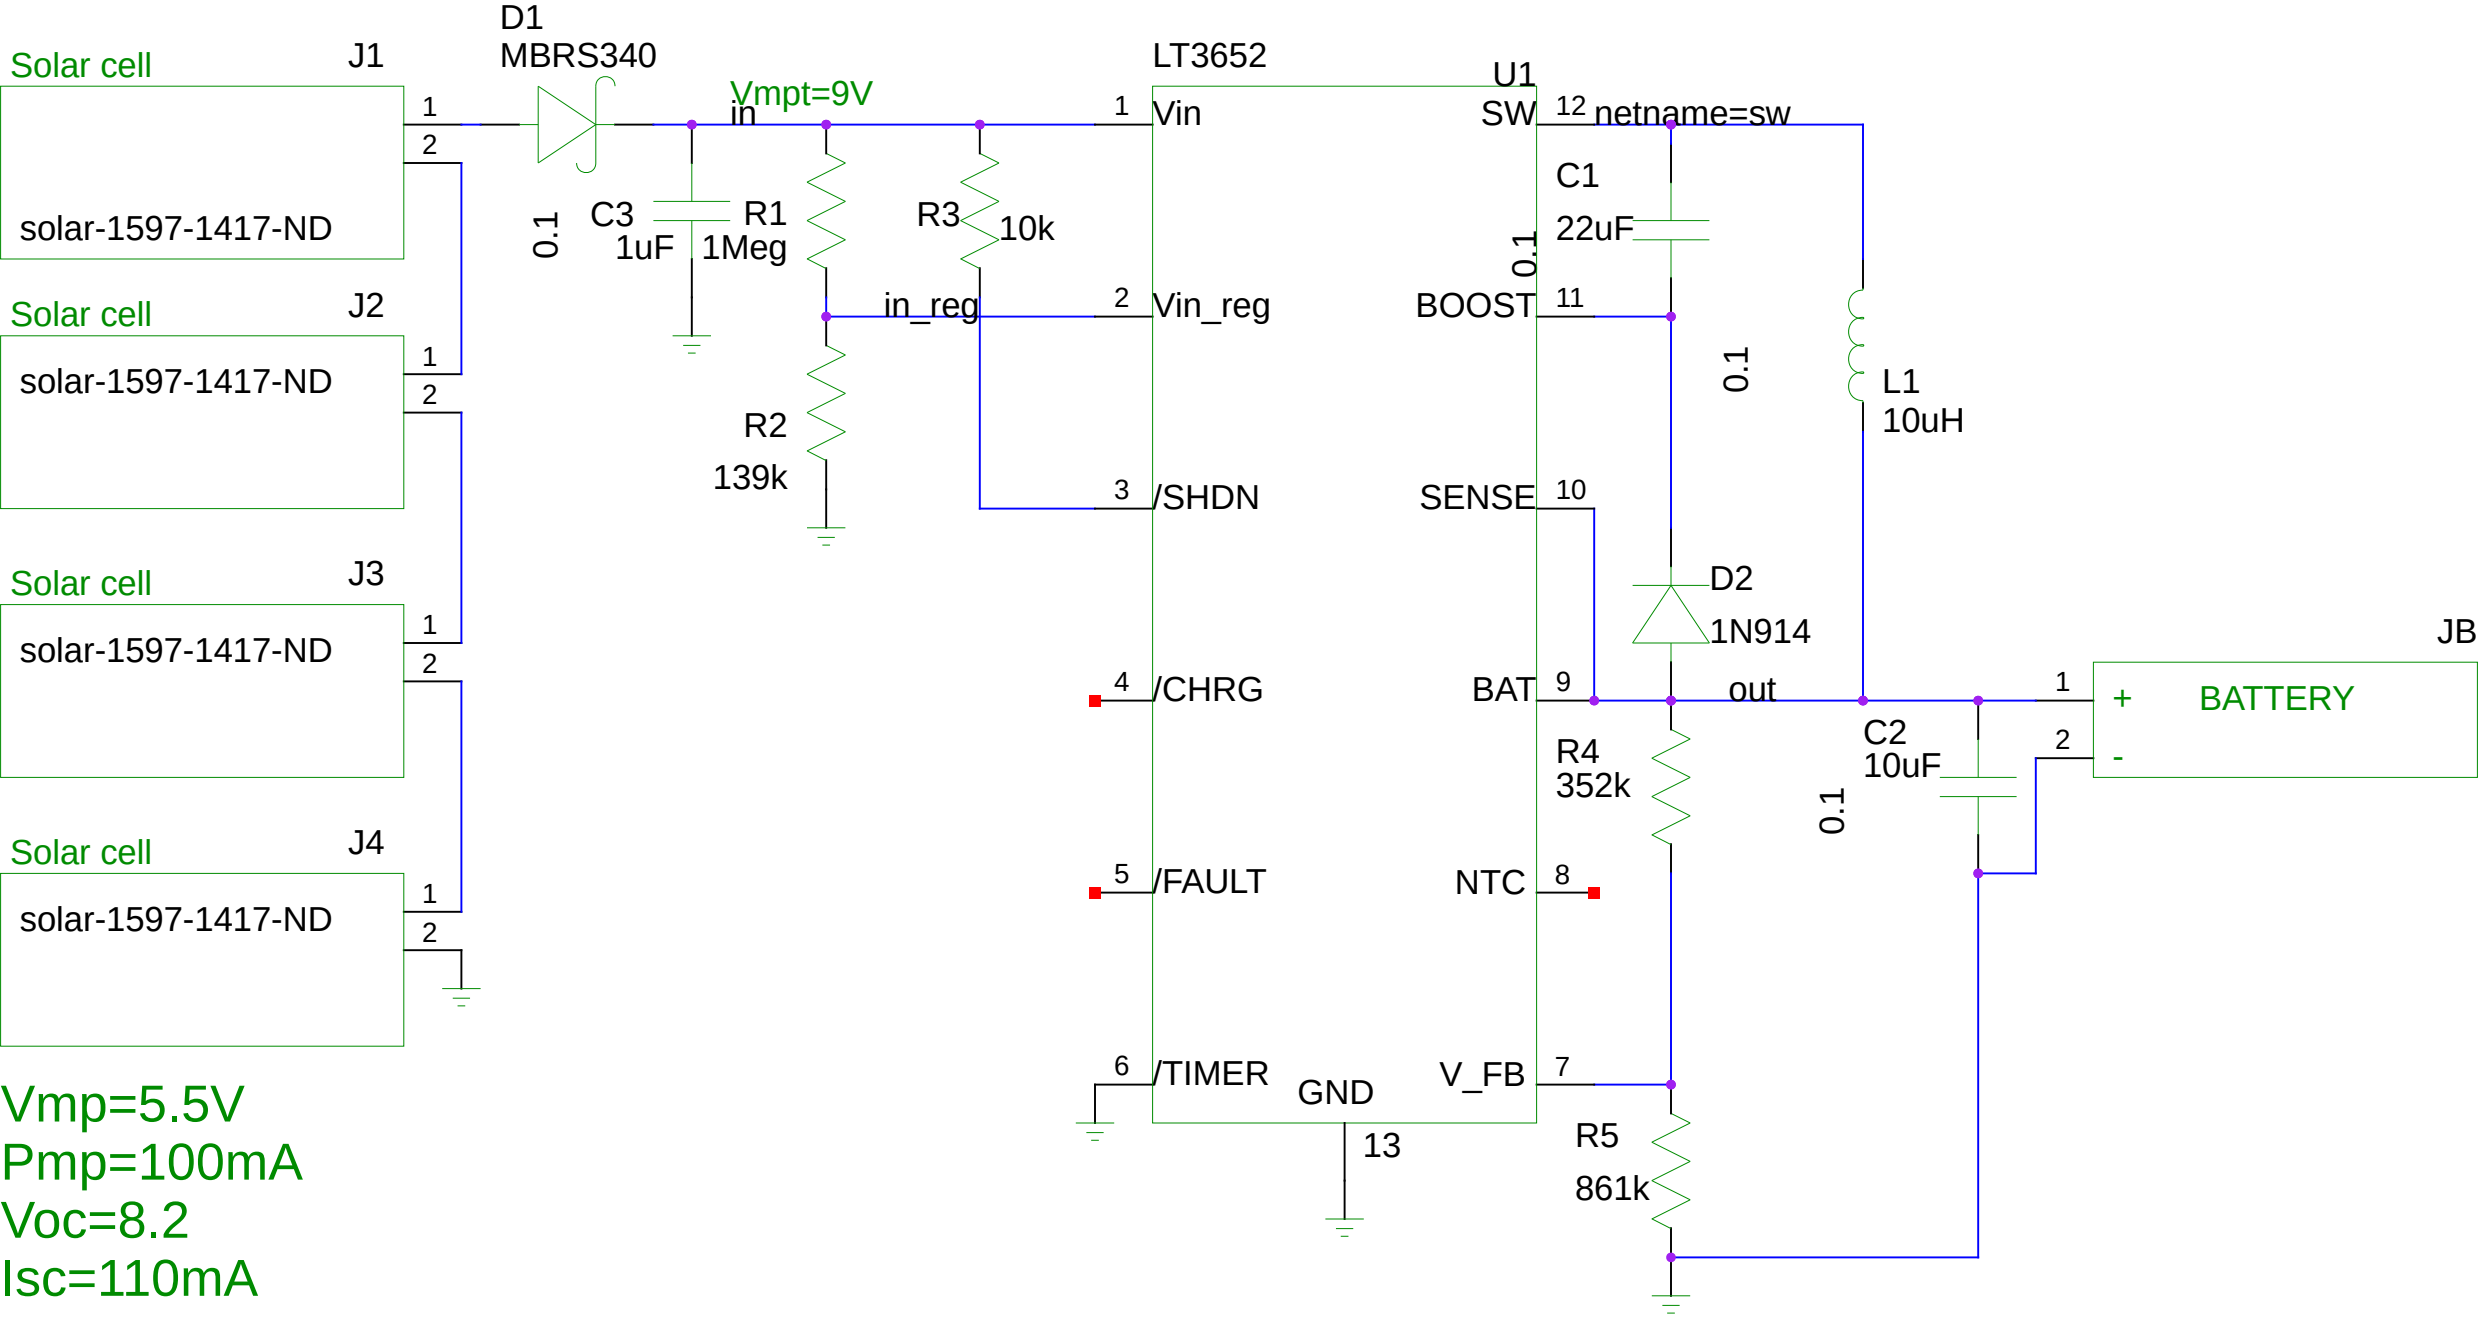 D1
MBRS340
Solar cell
J1
1
2
solar-1597-1417-ND
Solar cell
J2
1
2
solar-1597-1417-ND
Solar cell
J3
1
2
solar-1597-1417-ND
Solar cell
J4
1
2
solar-1597-1417-ND
Vmp=5.5V
Pmp=100mA
Voc=8.2
Isc=110mA
Vmpt=9V
in
0.1
C3
1uF
R1
1Meg
R3
10k
in_reg
R2
139k
LT3652
U1
1
Vin
2
Vin_reg
3
/SHDN
4
/CHRG
5
/FAULT
6
/TIMER
GND
13
SW
12
netname=sw
BOOST
11
SENSE
10
BAT
9
NTC
8
V_FB
7
C1
22uF
0.1
0.1
L1
10uH
D2
1N914
out
R4
352k
C2
10uF
0.1
R5
861k
JB
1
+
BATTERY
2
-